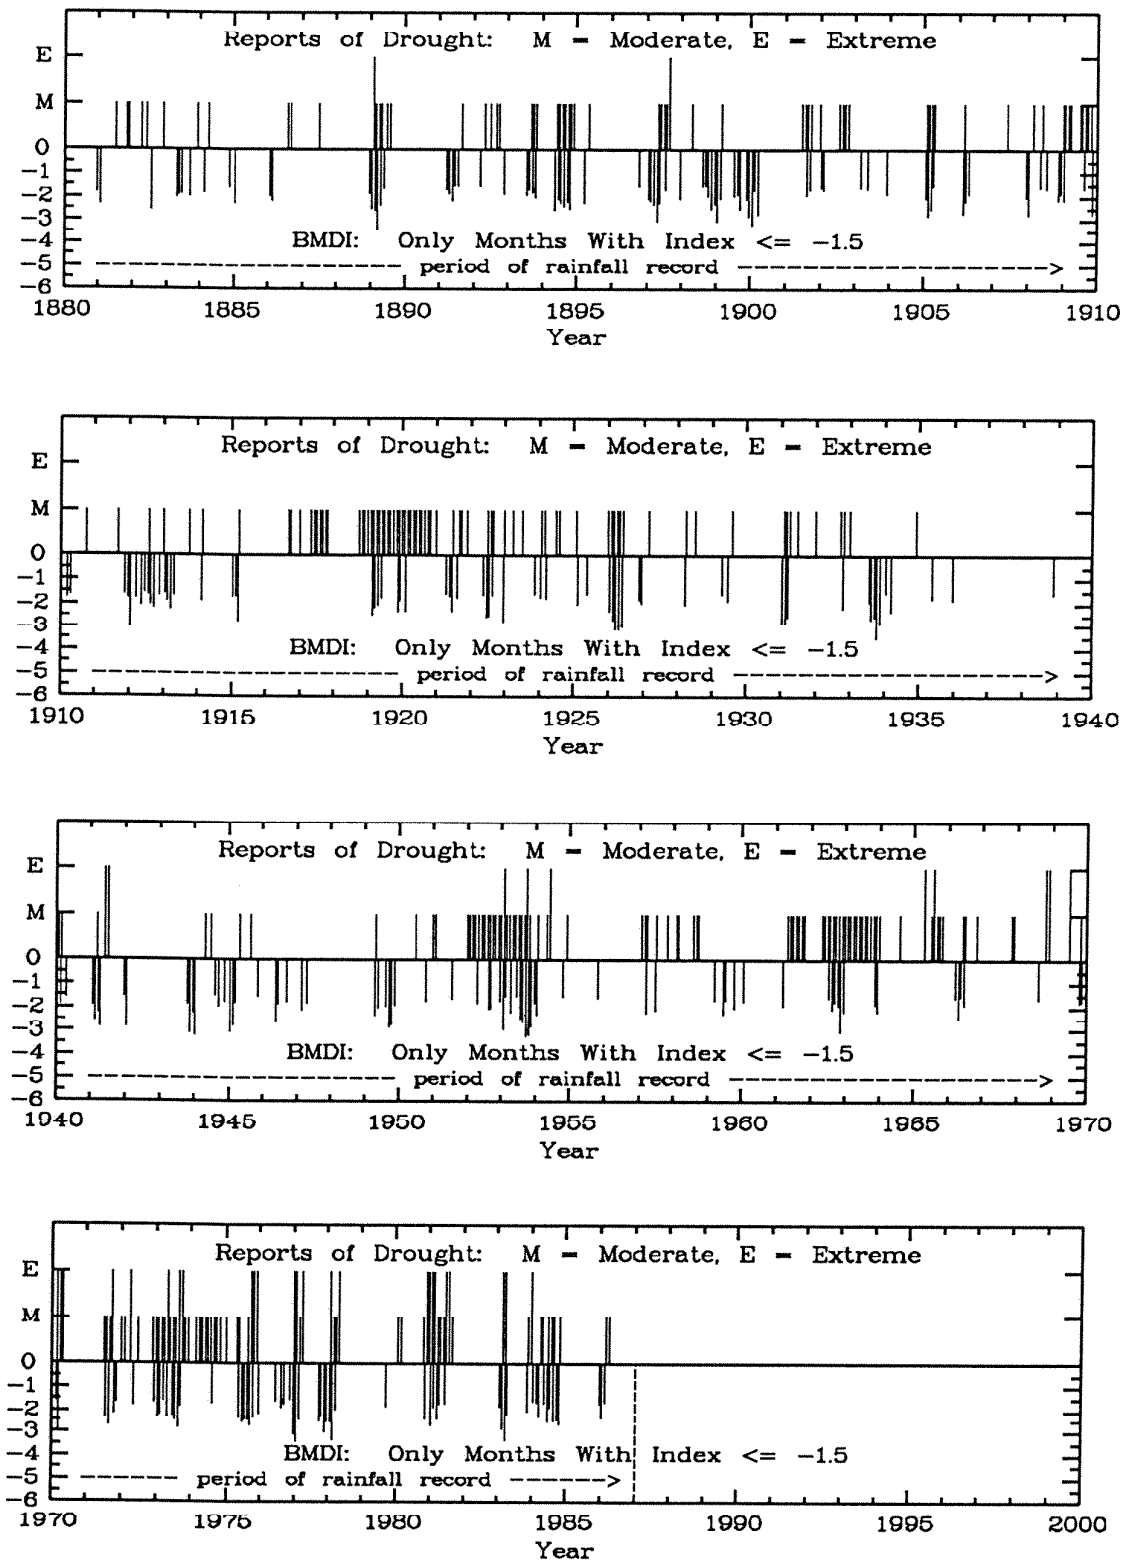 Reports of Drought: M - Moderate, E - Extreme
E
M
0
-1
-2
-3
-4
BMDI: Only Months With Index <= -1.5
-5
period of rainfall record
-6
1880 1885 1890 1895 1900 1905 1910
Year
Reports of Drought: M - Moderate, E - Extreme
E
M
0
-1
-2
-3
-4
BMDI: Only Months With Index <= -1.5
-5
period of rainfall record
-6
1910 1915 1920 1925 1930 1935 1940
Year
Reports of Drought: M - Moderate, E - Extreme
E
M
0
-1
-2
-3
-4
BMDI: Only Months With Index <= -1.5
-5
period of rainfall record
-6
1940 1945 1950 1955 1960 1965 1970
Year
Reports of Drought: M - Moderate, E - Extreme
E
M
0
-1
-2
-3
-4
BMDI: Only Months With Index <= -1.5
-5
period of rainfall record
-6
1970 1975 1980 1985 1990 1995 2000
Year